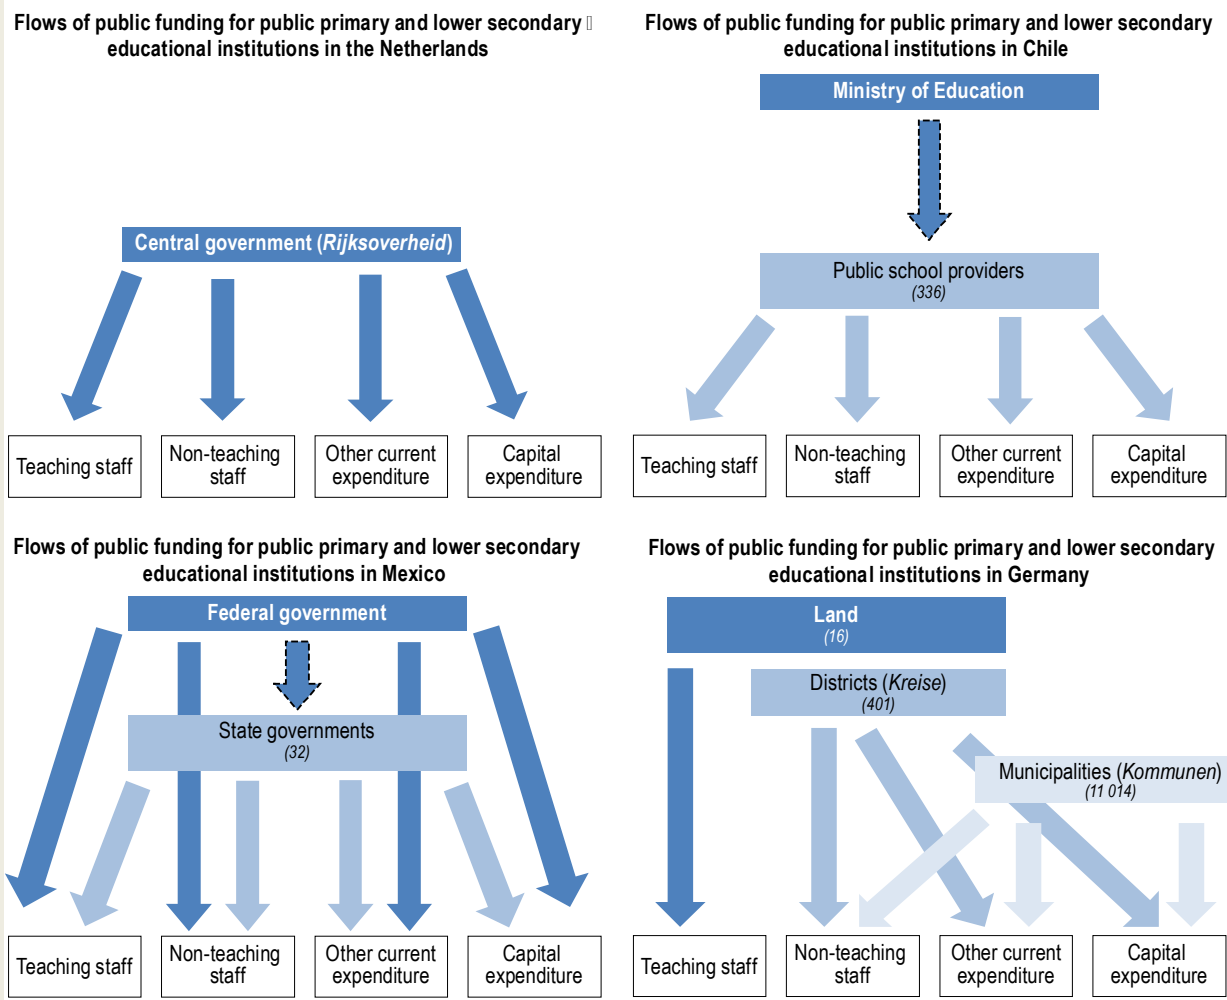 Flows of public funding for public primary and lower secondary
educational institutions in the Netherlands
Central government (Rijksoverheid)
Teaching staff
Non-teaching
staff
Other current
expenditure
Capital
expenditure
Flows of public funding for public primary and lower secondary
educational institutions in Chile
Ministry of Education
Public school providers
(336)
Teaching staff
Non-teaching
staff
Other current
expenditure
Capital
expenditure
Flows of public funding for public primary and lower secondary
educational institutions in Mexico
Federal government
State governments
(32)
Teaching staff
Non-teaching
staff
Other current
expenditure
Capital
expenditure
Flows of public funding for public primary and lower secondary
educational institutions in Germany
Land
(16)
Districts (Kreise)
(401)
Municipalities (Kommunen)
(11 014)
Teaching staff
Non-teaching
staff
Other current
expenditure
Capital
expenditure